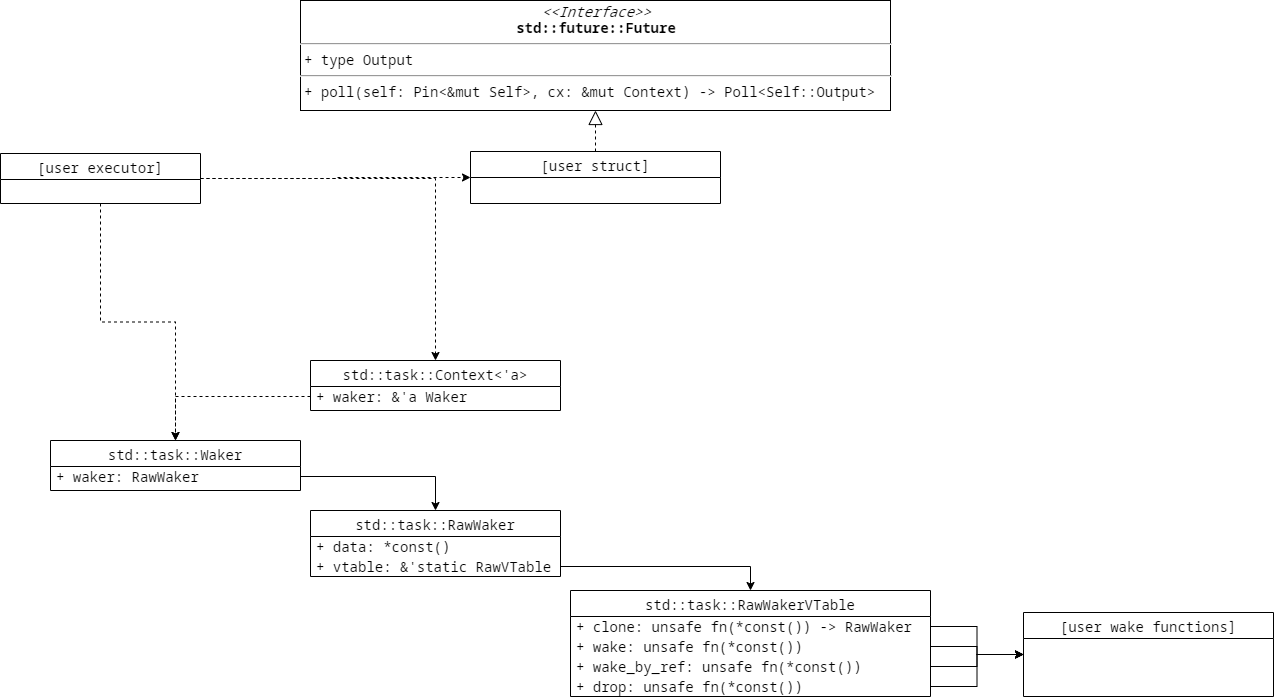 <<Interface>>
std::future::Future
+ type Output
+ poll(self: Pin<&mut Self>, cx: &mut Context) -> Poll<Self::Output>
[user executor]
[user struct]
std::task::Context<'a>
+ waker: &'a Waker
std::task::Waker
+ waker: RawWaker
std::task::RawWaker
+ data: *const()
+ vtable: &'static RawVTable
std::task::RawWakerVTable
+ clone: unsafe fn(*const()) -> RawWaker
+ wake: unsafe fn(*const())
+ wake_by_ref: unsafe fn(*const())
+ drop: unsafe fn(*const())
[user wake functions]